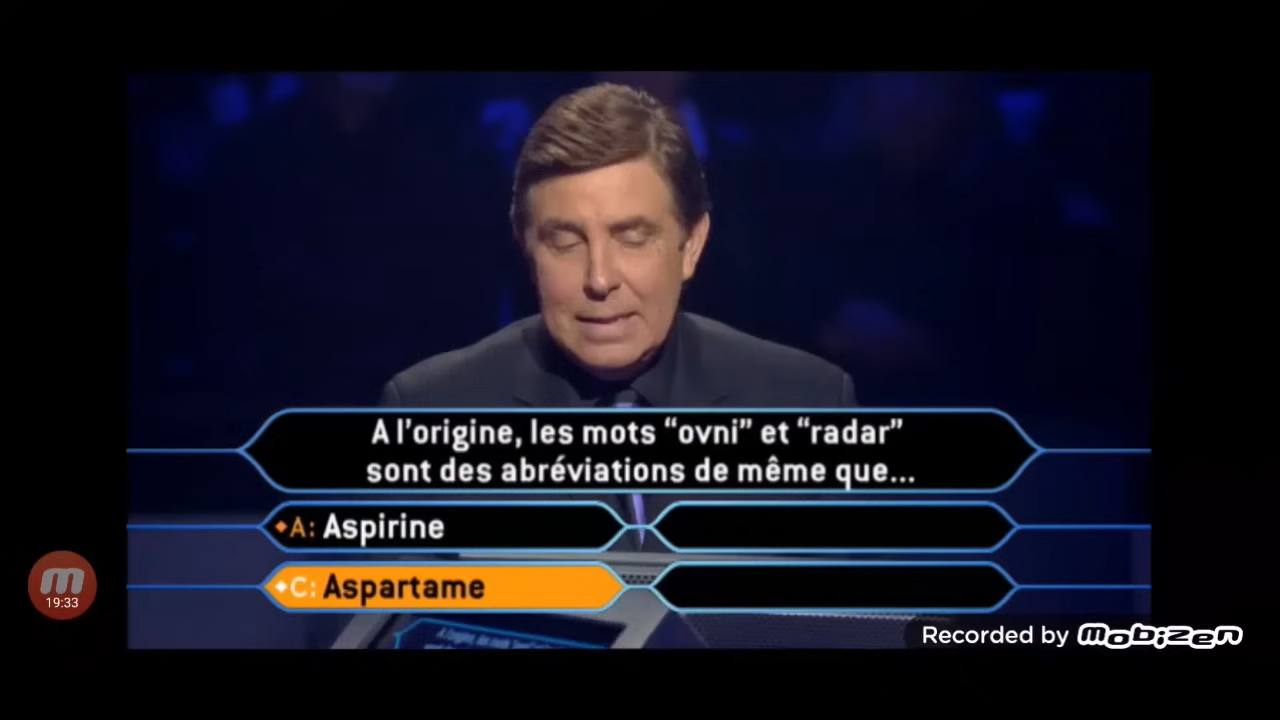 A l'origine, les mots “ovni” et “radar”
sont des abréviations de même que...
A: Aspirine
C: Aspartame
19:33
Recorded by mobizen